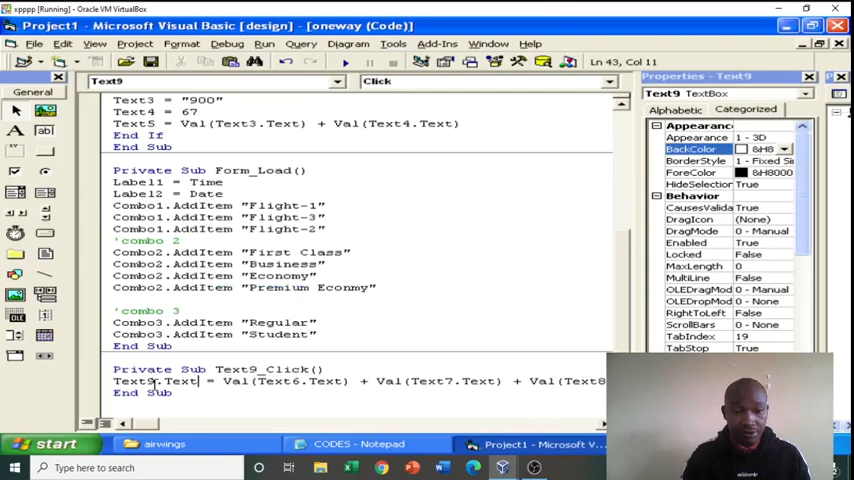 xpppp [Running] - Oracle VM VirtualBox
Project1 - Microsoft Visual Basic [design] - [oneway (Code)]
File Edit View Project Format Debug Run Query Diagram Tools Add-Ins Window Help
Ln 43, Col 11
Text9 Click
General
Text3 = "900"
Text4 = 67
Text5 = Val(Text3.Text) + Val(Text4.Text)
End If
End Sub
Private Sub Form_Load()
Label1 = Time
Label2 = Date
Combo1.AddItem "Flight-1"
Combo1.AddItem "Flight-3"
Combo1.AddItem "Flight-2"
'combo 2
Combo2.AddItem "First Class"
Combo2.AddItem "Business"
Combo2.AddItem "Economy"
Combo2.AddItem "Premium Econmy"
'combo 3
Combo3.AddItem "Regular"
Combo3.AddItem "Student"
End Sub
Private Sub Text9_Click()
Text9.Text = Val(Text6.Text) + Val(Text7.Text) + Val(Text8
End Sub
Properties - Text9
Text9 TextBox
Alphabetic Categorized
Appearance
Appearance 1 - 3D
BackColor &H8
BorderStyle 1 - Fixed Sin
ForeColor &H8000
HideSelection True
Behavior
CausesValida True
DragIcon (None)
DragMode 0 - Manual
Enabled True
Locked False
MaxLength 0
MultiLine False
OLEDragMod 0 - Manual
OLEDropMod 0 - None
RightToLeft False
ScrollBars 0 - None
TabIndex 19
TabStop True
start airwings CODES - Notepad Project1 - Microsoft V...
Type here to search